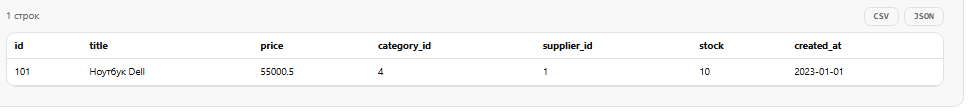 1 строк CSV JSON
id title price category_id supplier_id stock created_at
101 Ноутбук Dell 55000.5 4 1 10 2023-01-01